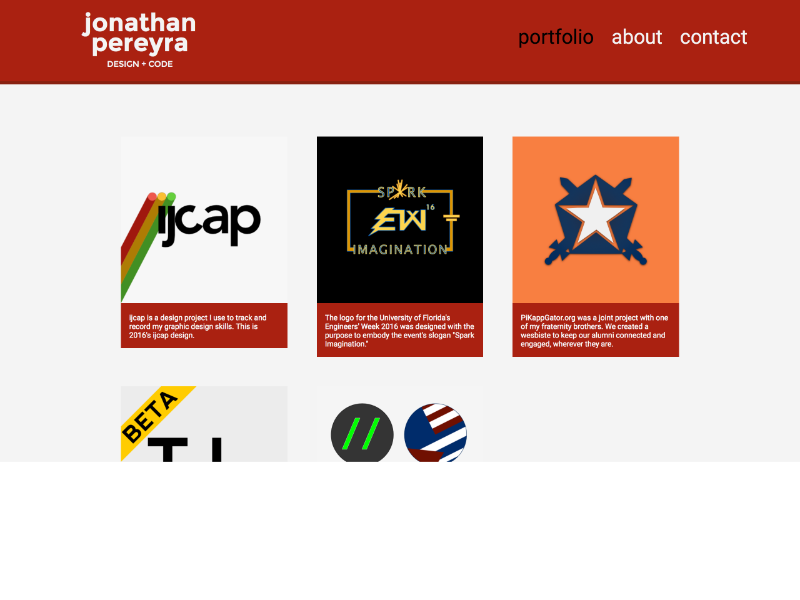 jonathan
pereyra
DESIGN + CODE
portfolio about contact
ijcap
SPARK
EW16
IMAGINATION
ijcap is a design project I use to track and
record my graphic design skills. This is
2016's ijcap design.
The logo for the University of Florida's
Engineers' Week 2016 was designed with the
purpose to embody the event's slogan "Spark
Imagination."
PiKappGator.org was a joint project with one
of my fraternity brothers. We created a
wesbiste to keep our alumni connected and
engaged, wherever they are.
BETA
//